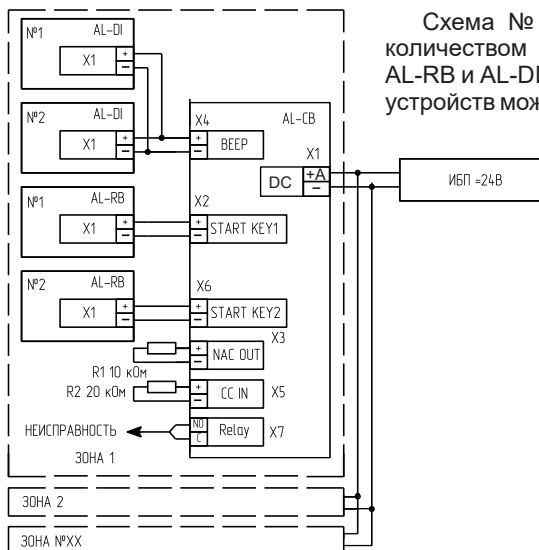 Схема №
количеством
AL-RB и AL-DI
устройств мож
№1 AL-DI
X1 + −
№2 AL-DI
X1 + −
X4
+ − BEEP
AL-CB
X1
DC +A −
ИБП =24В
№1 AL-RB
X1 + −
X2
+ − START KEY1
№2 AL-RB
X1 + −
X6
+ − START KEY2
X3
+ − NAC OUT
R1 10 кОм
R2 20 кОм
+ − CC IN X5
НЕИСПРАВНОСТЬ
NO C Relay X7
ЗОНА 1
ЗОНА 2
ЗОНА №XX